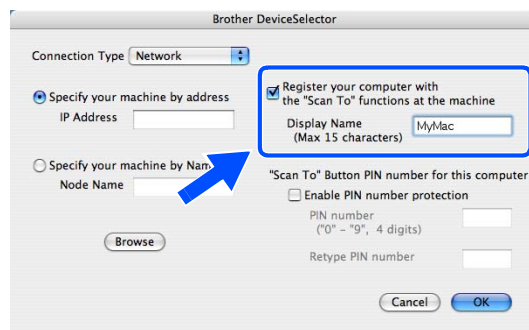 Brother DeviceSelector
Connection Type Network
Specify your machine by address
IP Address
Specify your machine by Name
Node Name
Browse
Register your computer with
the "Scan To" functions at the machine
Display Name MyMac
(Max 15 characters)
"Scan To" Button PIN number for this computer
Enable PIN number protection
PIN number
("0" – "9", 4 digits)
Retype PIN number
Cancel OK